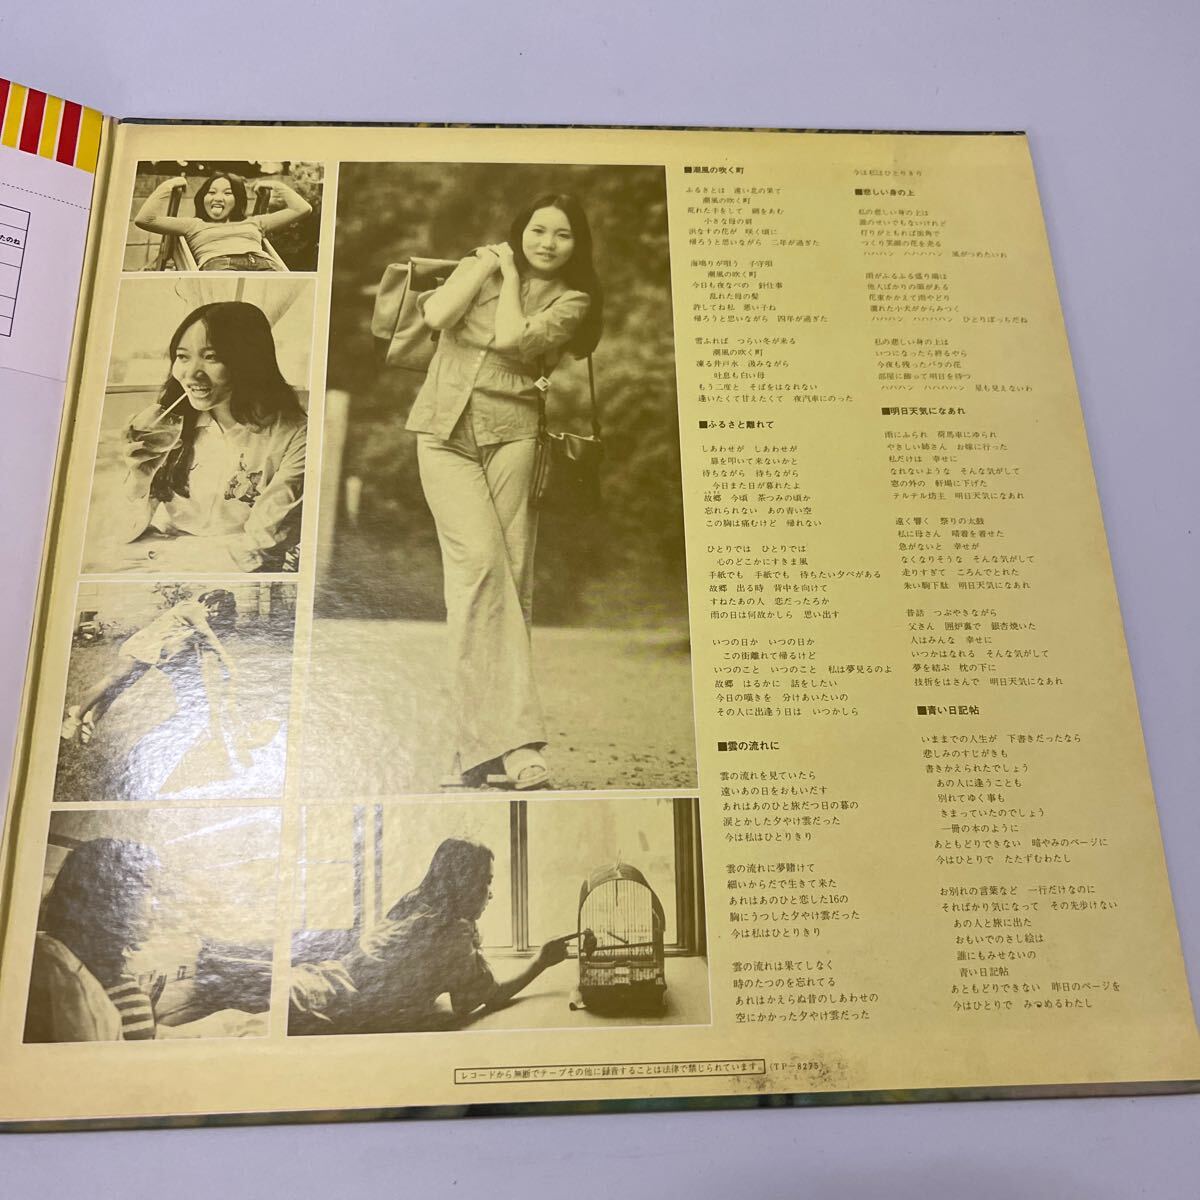 たのね
■潮風の吹く町
ふるさとは 遠い北の果て
潮風の吹く町
荒れた手をして 網をあむ
小さな母の肩
浜なすの花が 咲く頃に
帰ろうと思いながら 二年が過ぎた
海鳴りが唄う 子守唄
潮風の吹く町
今日も夜なべの 針仕事
乱れた母の髪
許してね私 悪い子ね
帰ろうと思いながら 四年が過ぎた
雪ふれば つらい冬が来る
潮風の吹く町
凍る井戸水 汲みながら
吐息も白い母
もう二度と そばをはなれない
逢いたくて甘えたくて 夜汽車にのった
■ふるさと離れて
しあわせが しあわせが
扉を叩いて来ないかと
待ちながら 待ちながら
今日また日が暮れたよ
故郷 今頃 茶つみの頃か
忘れられない あの青い空
この胸は痛むけど 帰れない
ひとりでは ひとりでは
心のどこかにすきま風
手紙でも 手紙でも 待ちたい夕べがある
故郷 出る時 背中を向けて
すねたあの人 恋だったろか
雨の日は何故かしら 思い出す
いつの日か いつの日か
この街離れて帰るけど
いつのこと いつのこと 私は夢見るのよ
故郷 はるかに 話をしたい
今日の嘆きを 分けあいたいの
その人に出逢う日は いつかしら
■雲の流れに
雲の流れを見ていたら
遠いあの日をおもいだす
あれはあのひと旅だつ日の暮の
涙とかした夕やけ雲だった
今は私はひとりきり
雲の流れに夢賭けて
細いからだで生きて来た
あれはあのひと恋した16の
胸にうつした夕やけ雲だった
今は私はひとりきり
雲の流れは果てしなく
時のたつのを忘れてる
あれはかえらぬ昔のしあわせの
空にかかった夕やけ雲だった
今は私はひとりきり
■悲しい身の上
私の悲しい身の上は
誰のせいでもないけれど
灯りがともれば街角で
つくり笑顔の花を売る
ハハハン ハハハハン 風がつめたいわ
雨がふるふる盛り場は
他人ばかりの顔がある
花束かかえて雨やどり
濡れた小犬がからみつく
ハハハン ハハハハン ひとりぼっちだね
私の悲しい身の上は
いつになったら終るやら
今夜も残ったバラの花
部屋に飾って明日を待つ
ハハハン ハハハハン 星も見えないわ
■明日天気になあれ
雨にふられ 荷馬車にゆられ
やさしい姉さん お嫁に行った
私だけは 幸せに
なれないような そんな気がして
窓の外の 軒場に下げた
テルテル坊主 明日天気になあれ
遠く響く 祭りの太鼓
私に母さん 晴着を着せた
急がないと 幸せが
なくなりそうな そんな気がして
走りすぎて ころんでとれた
朱い駒下駄 明日天気になあれ
昔話 つぶやきながら
父さん 囲炉裏で 銀杏焼いた
人はみんな 幸せに
いつかはなれる そんな気がして
夢を結ぶ 枕の下に
技折をはさんで 明日天気になあれ
■青い日記帖
いままでの人生が 下書きだったなら
悲しみのすじがきも
書きかえられたでしょう
あの人に逢うことも
別れてゆく事も
きまっていたのでしょう
一冊の本のように
あともどりできない 暗やみのページに
今はひとりで たたずむわたし
お別れの言葉など 一行だけなのに
そればかり気になって その先歩けない
あの人と旅に出た
おもいでのさし絵は
誰にもみせないの
青い日記帖
あともどりできない 昨日のページを
今はひとりで みつめるわたし
レコードから無断でテープその他に録音することは法律で禁じられています。 (TP-8275)